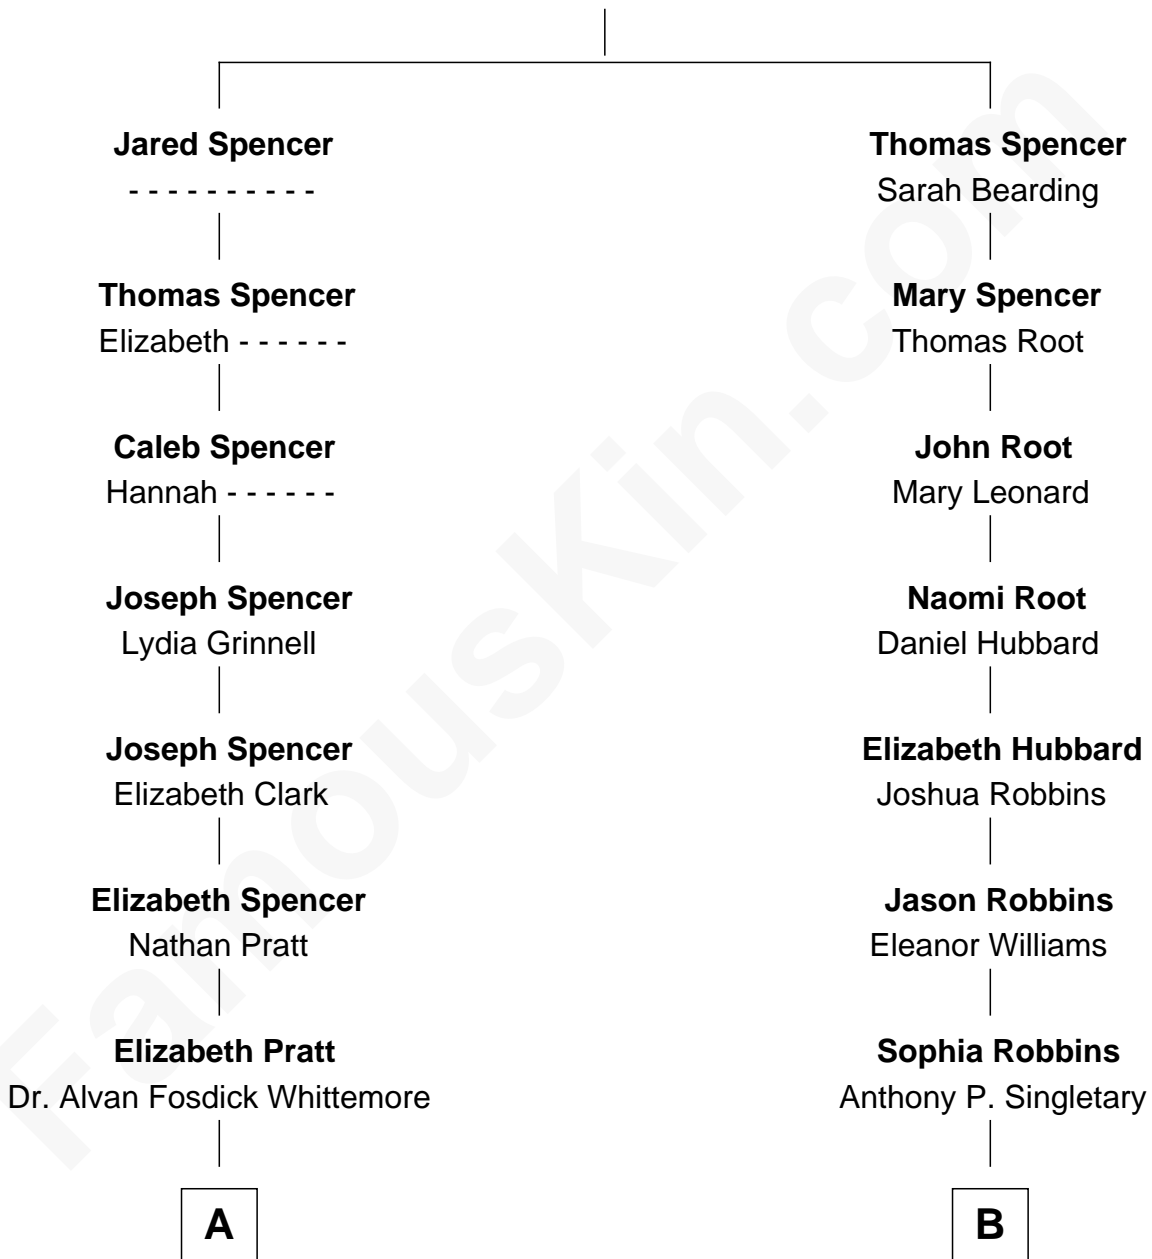 Jared Spencer
- - - - - - - - - -
Thomas Spencer
Elizabeth - - - - - -
Caleb Spencer
Hannah - - - - - -
Joseph Spencer
Lydia Grinnell
Joseph Spencer
Elizabeth Clark
Elizabeth Spencer
Nathan Pratt
Elizabeth Pratt
Dr. Alvan Fosdick Whittemore
A
Thomas Spencer
Sarah Bearding
Mary Spencer
Thomas Root
John Root
Mary Leonard
Naomi Root
Daniel Hubbard
Elizabeth Hubbard
Joshua Robbins
Jason Robbins
Eleanor Williams
Sophia Robbins
Anthony P. Singletary
B
FamousKin.com